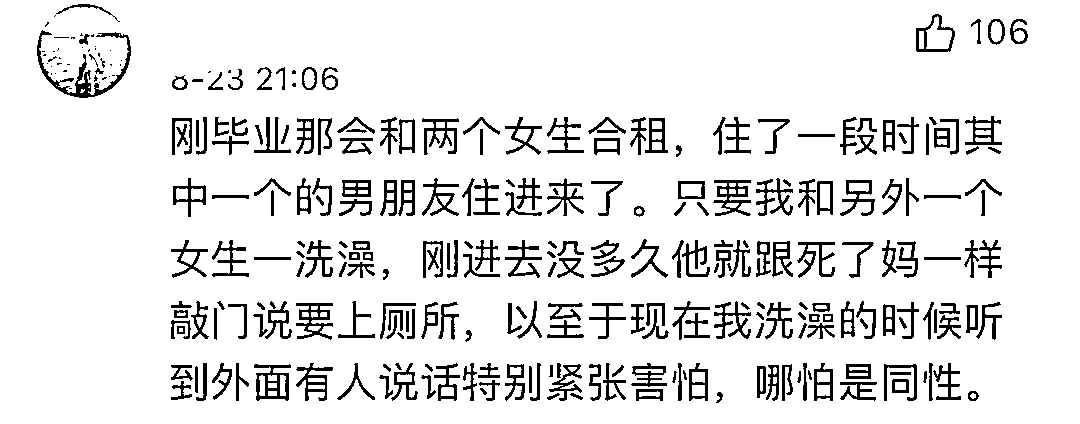 106
8-23 21:06
刚毕业那会和两个女生合租，住了一段时间其
中一个的男朋友住进来了。只要我和另外一个
女生一洗澡，刚进去没多久他就跟死了妈一样
敲门说要上厕所，以至于现在我洗澡的时候听
到外面有人说话特别紧张害怕，哪怕是同性。